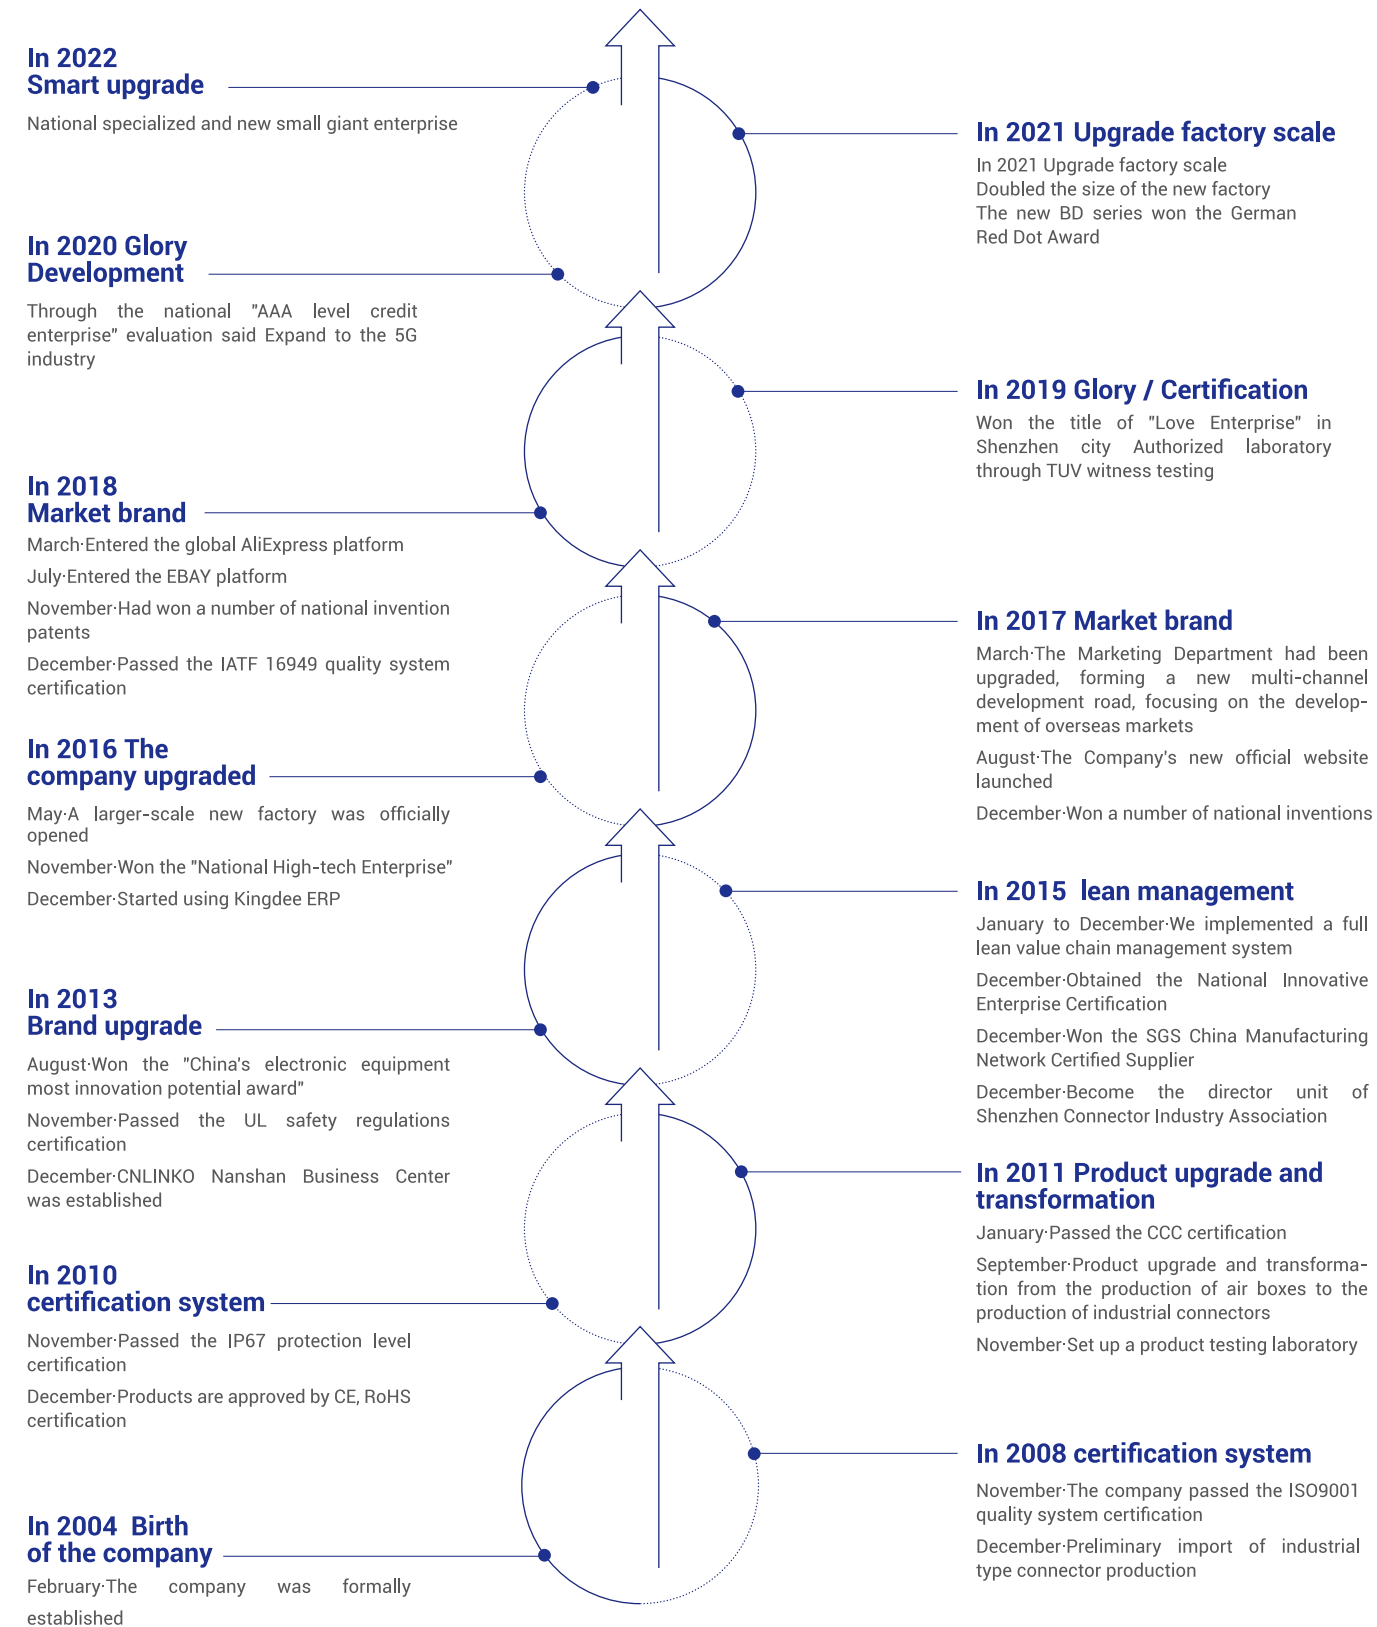 In 2022
Smart upgrade
National specialized and new small giant enterprise
In 2021 Upgrade factory scale
In 2021 Upgrade factory scale
Doubled the size of the new factory
The new BD series won the German
Red Dot Award
In 2020 Glory
Development
Through the national "AAA level credit
enterprise" evaluation said Expand to the 5G
industry
In 2019 Glory / Certification
Won the title of "Love Enterprise" in
Shenzhen city Authorized laboratory
through TUV witness testing
In 2018
Market brand
March·Entered the global AliExpress platform
July·Entered the EBAY platform
November·Had won a number of national invention
patents
December·Passed the IATF 16949 quality system
certification
In 2017 Market brand
March·The Marketing Department had been
upgraded, forming a new multi-channel
development road, focusing on the develop-
ment of overseas markets
August·The Company's new official website
launched
December·Won a number of national inventions
In 2016 The
company upgraded
May·A larger-scale new factory was officially
opened
November·Won the "National High-tech Enterprise"
December·Started using Kingdee ERP
In 2015 lean management
January to December·We implemented a full
lean value chain management system
December·Obtained the National Innovative
Enterprise Certification
December·Won the SGS China Manufacturing
Network Certified Supplier
December·Become the director unit of
Shenzhen Connector Industry Association
In 2013
Brand upgrade
August·Won the "China's electronic equipment
most innovation potential award"
November·Passed the UL safety regulations
certification
December·CNLINKO Nanshan Business Center
was established
In 2011 Product upgrade and
transformation
January·Passed the CCC certification
September·Product upgrade and transforma-
tion from the production of air boxes to the
production of industrial connectors
November·Set up a product testing laboratory
In 2010
certification system
November·Passed the IP67 protection level
certification
December·Products are approved by CE, RoHS
certification
In 2008 certification system
November·The company passed the ISO9001
quality system certification
December·Preliminary import of industrial
type connector production
In 2004 Birth
of the company
February·The company was formally
established